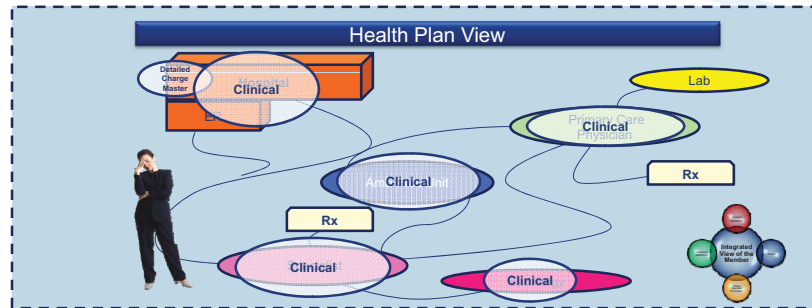 Health Plan View
Detailed
Charge
Master
Hospital
Clinical
ER
Lab
Primary Care
Clinical
Physician
Clinical
Rx
Rx
Clinical
Clinical
Integrated
View of the
Member